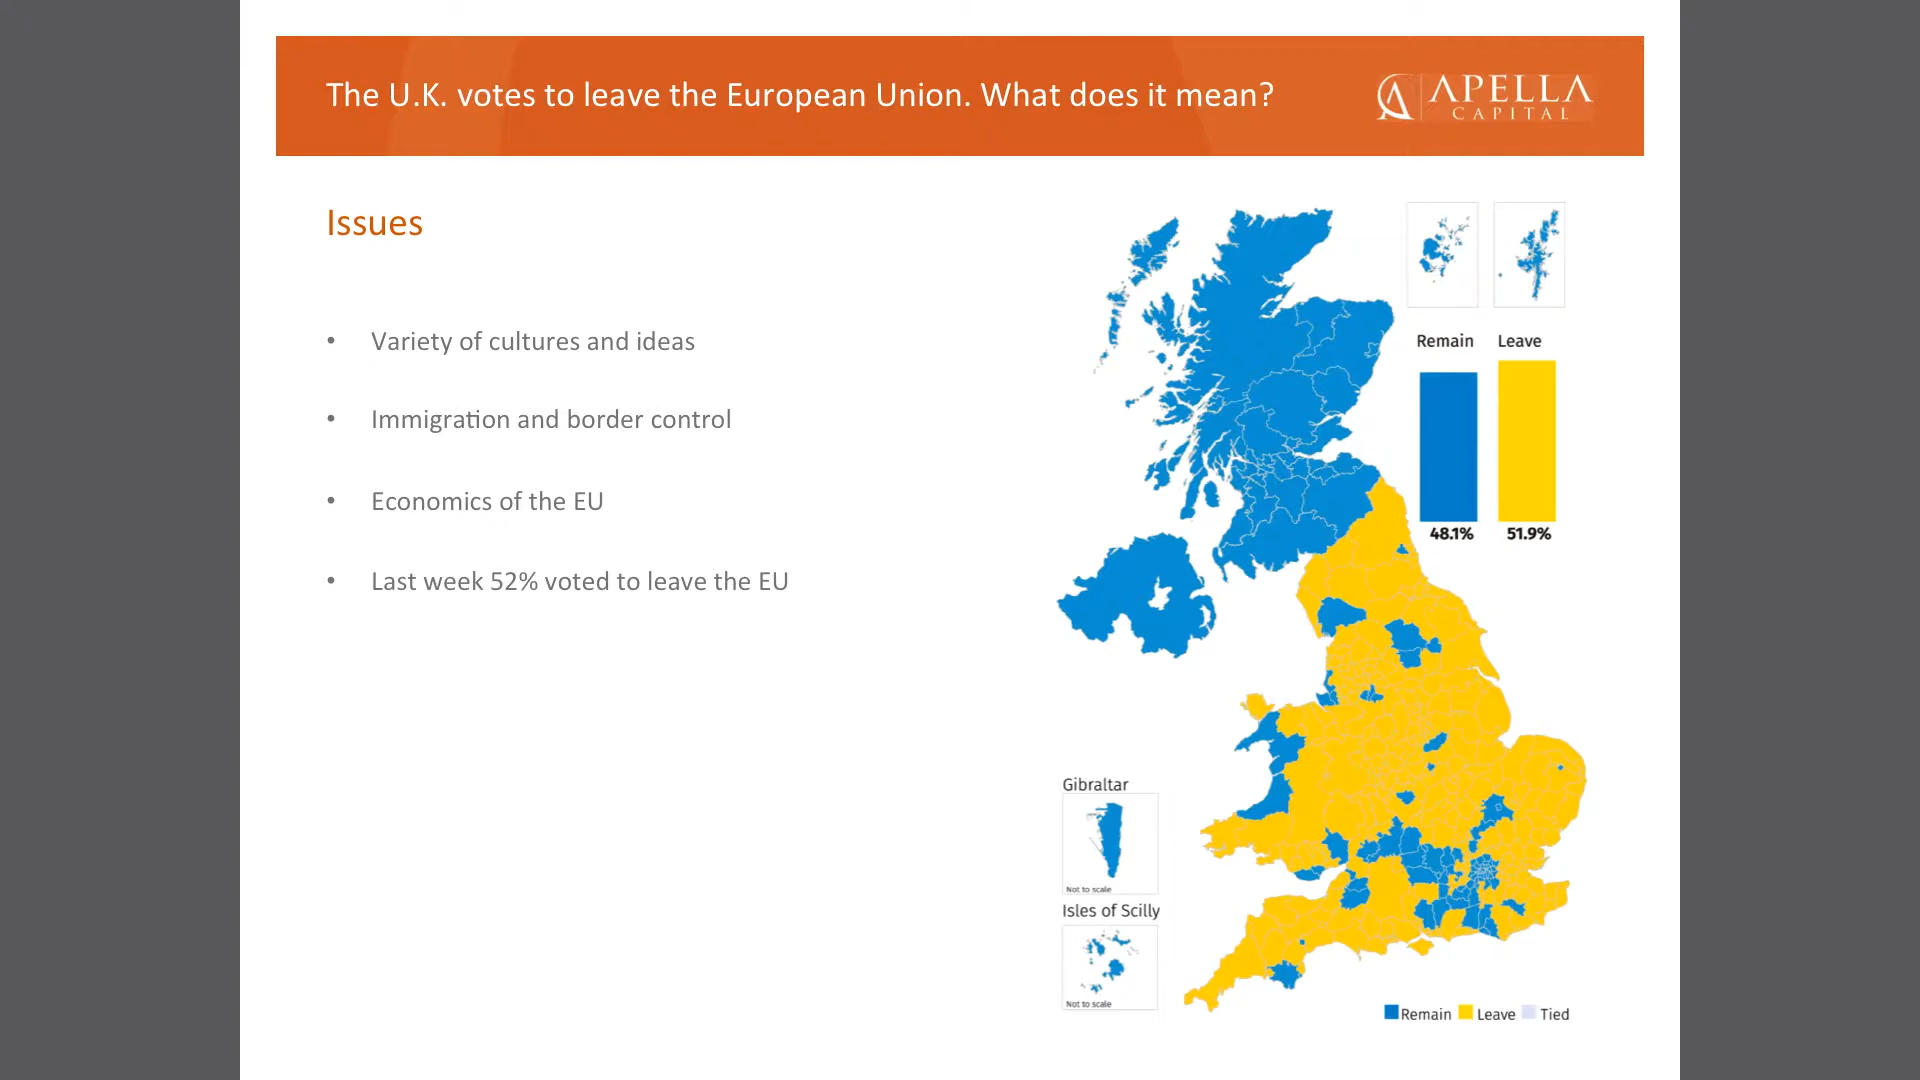 The U.K. votes to leave the European Union. What does it mean?
APELLA
CAPITAL
Issues
• Variety of cultures and ideas
• Immigration and border control
• Economics of the EU
• Last week 52% voted to leave the EU
Remain Leave
48.1% 51.9%
Gibraltar
Not to scale
Isles of Scilly
Not to scale
Remain Leave Tied